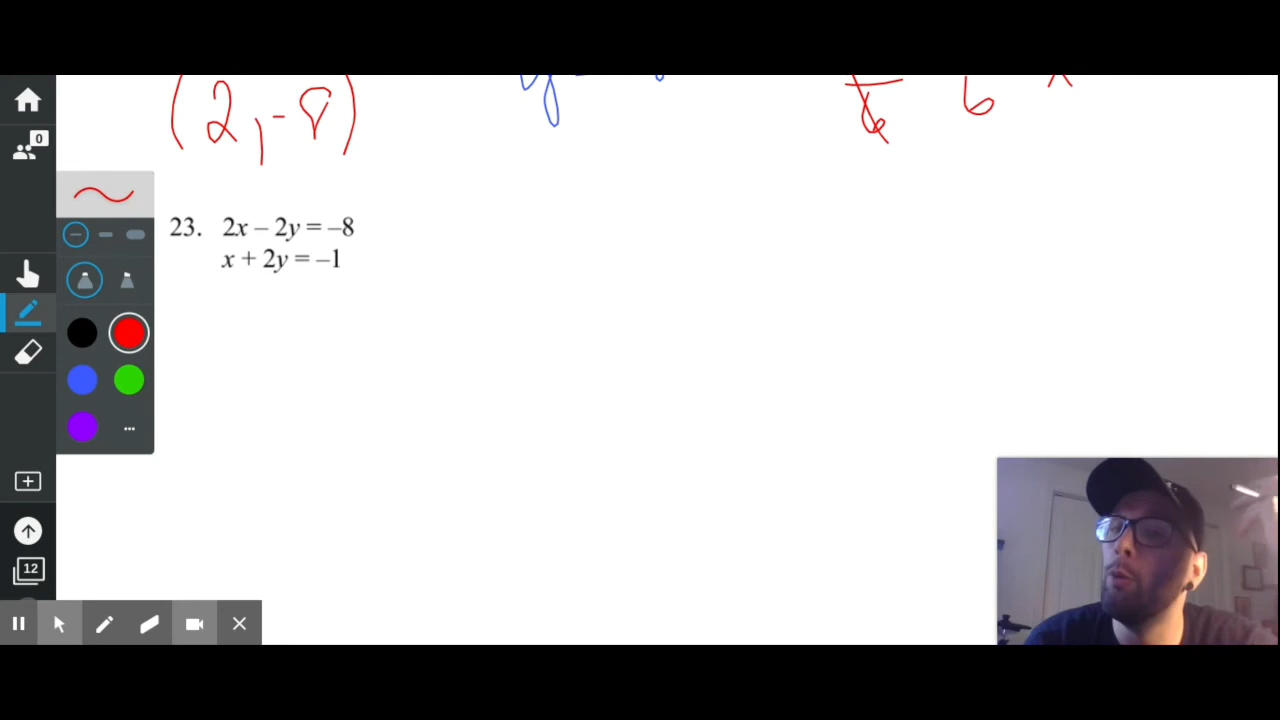 (2, -8)
0
23. 2x – 2y = –8
x + 2y = –1
12